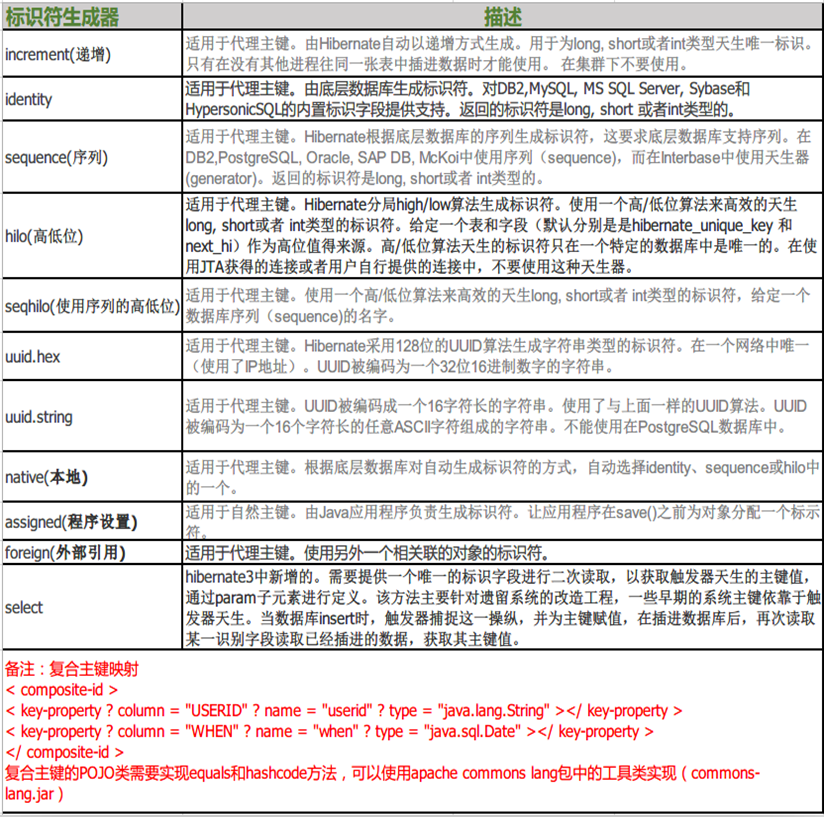 标识符生成器 描述
increment(递增)
适用于代理主键。由Hibernate自动以递增方式生成。用于为long, short或者int类型天生唯一标识。
只有在没有其他进程往同一张表中插进数据时才能使用。 在集群下不要使用。
identity
适用于代理主键。由底层数据库生成标识符。对DB2,MySQL, MS SQL Server, Sybase和
HypersonicSQL的内置标识字段提供支持。返回的标识符是long, short 或者int类型的。
sequence(序列)
适用于代理主键。Hibernate根据底层数据库的序列生成标识符，这要求底层数据库支持序列。在
DB2,PostgreSQL, Oracle, SAP DB, McKoi中使用序列（sequence)，而在Interbase中使用天生器
(generator)。返回的标识符是long, short或者 int类型的。
hilo(高低位)
适用于代理主键。Hibernate分局high/low算法生成标识符。使用一个高/低位算法来高效的天生
long, short或者 int类型的标识符。给定一个表和字段（默认分别是是hibernate_unique_key 和
next_hi）作为高位值得来源。高/低位算法天生的标识符只在一个特定的数据库中是唯一的。在使
用JTA获得的连接或者用户自行提供的连接中，不要使用这种天生器。
seqhilo(使用序列的高低位)
适用于代理主键。使用一个高/低位算法来高效的天生long, short或者 int类型的标识符，给定一个
数据库序列（sequence)的名字。
uuid.hex
适用于代理主键。Hibernate采用128位的UUID算法生成字符串类型的标识符。在一个网络中唯一
（使用了IP地址）。UUID被编码为一个32位16进制数字的字符串。
uuid.string
适用于代理主键。UUID被编码成一个16字符长的字符串。使用了与上面一样的UUID算法。UUID
被编码为一个16个字符长的任意ASCII字符组成的字符串。不能使用在PostgreSQL数据库中。
native(本地)
适用于代理主键。根据底层数据库对自动生成标识符的方式，自动选择identity、sequence或hilo中
的一个。
assigned(程序设置)
适用于自然主键。由Java应用程序负责生成标识符。让应用程序在save()之前为对象分配一个标示
符。
foreign(外部引用)
适用于代理主键。使用另外一个相关联的对象的标识符。
select
hibernate3中新增的。需要提供一个唯一的标识字段进行二次读取，以获取触发器天生的主键值，
通过param子元素进行定义。该方法主要针对遗留系统的改造工程，一些早期的系统主键依靠于触
发器天生。当数据库insert时，触发器捕捉这一操纵，并为主键赋值，在插进数据库后，再次读取
某一识别字段读取已经插进的数据，获取其主键值。
备注：复合主键映射
< composite-id >
< key-property ? column = "USERID" ? name = "userid" ? type = "java.lang.String" ></ key-property >
< key-property ? column = "WHEN" ? name = "when" ? type = "java.sql.Date" ></ key-property >
</ composite-id >
复合主键的POJO类需要实现equals和hashcode方法，可以使用apache commons lang包中的工具类实现（commons-
lang.jar）